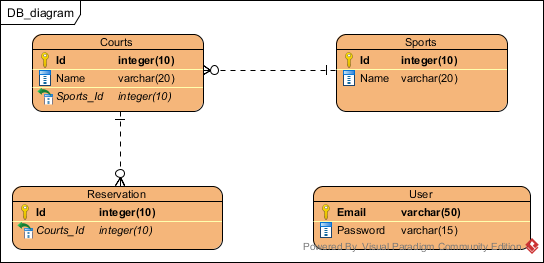 DB_diagram
Courts
Id integer(10)
Name varchar(20)
Sports_Id integer(10)
Sports
Id integer(10)
Name varchar(20)
Reservation
Id integer(10)
Courts_Id integer(10)
User
Email varchar(50)
Password varchar(15)
Powered By Visual Paradigm Community Edition